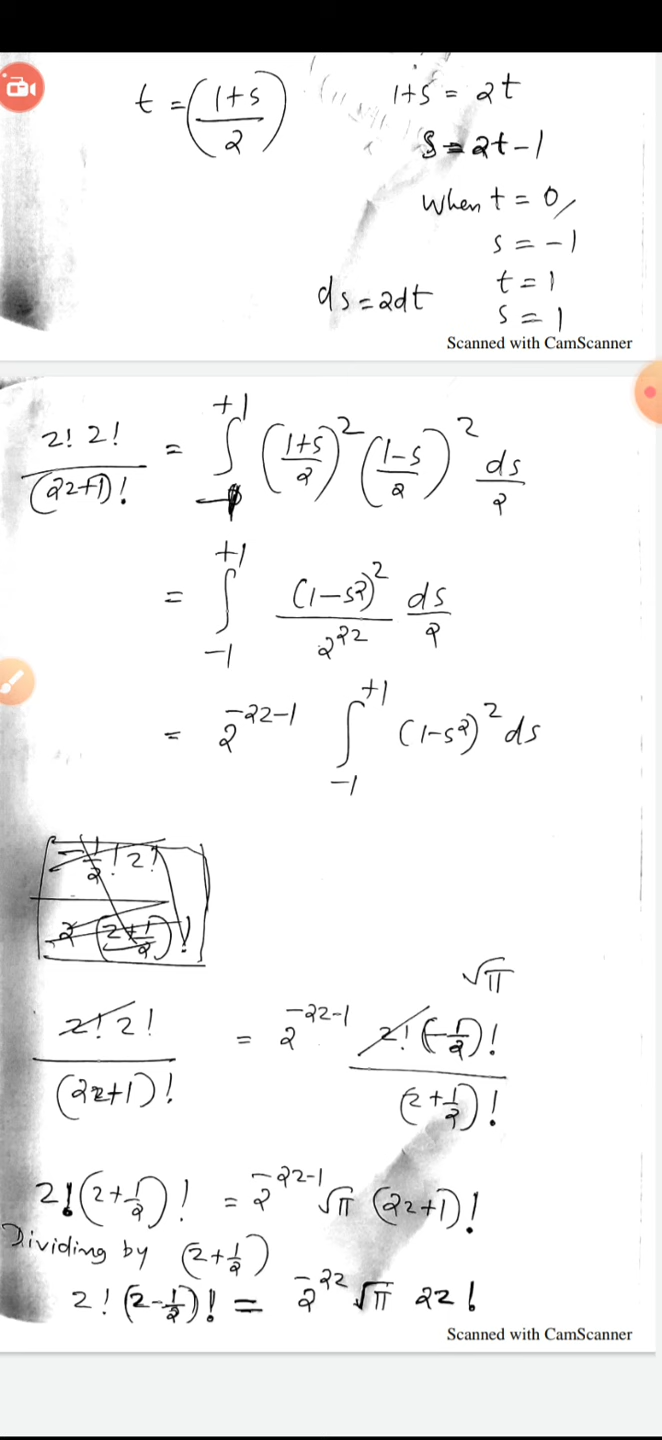 t = ((1+s)/2)    1+s = 2t
s = 2t-1
when t = 0,
s = -1
ds = 2dt    t = 1
s = 1
Scanned with CamScanner
z! z!/(2z+1)! = ∫_{-1}^{+1} ((1+s)/2)^z ((1-s)/2)^z ds/2
= ∫_{-1}^{+1} (1-s²)^z/2^{2z} ds/2
= 2^{-2z-1} ∫_{-1}^{+1} (1-s²)^z ds
√π
z! z!/(2z+1)! = 2^{-2z-1} z! (-1/2)!/(z+1/2)!
z! (z+1/2)! = 2^{-2z-1} √π (2z+1)!
Dividing by (z+1/2)
z! (z-1/2)! = 2^{-2z} √π 2z!
Scanned with CamScanner